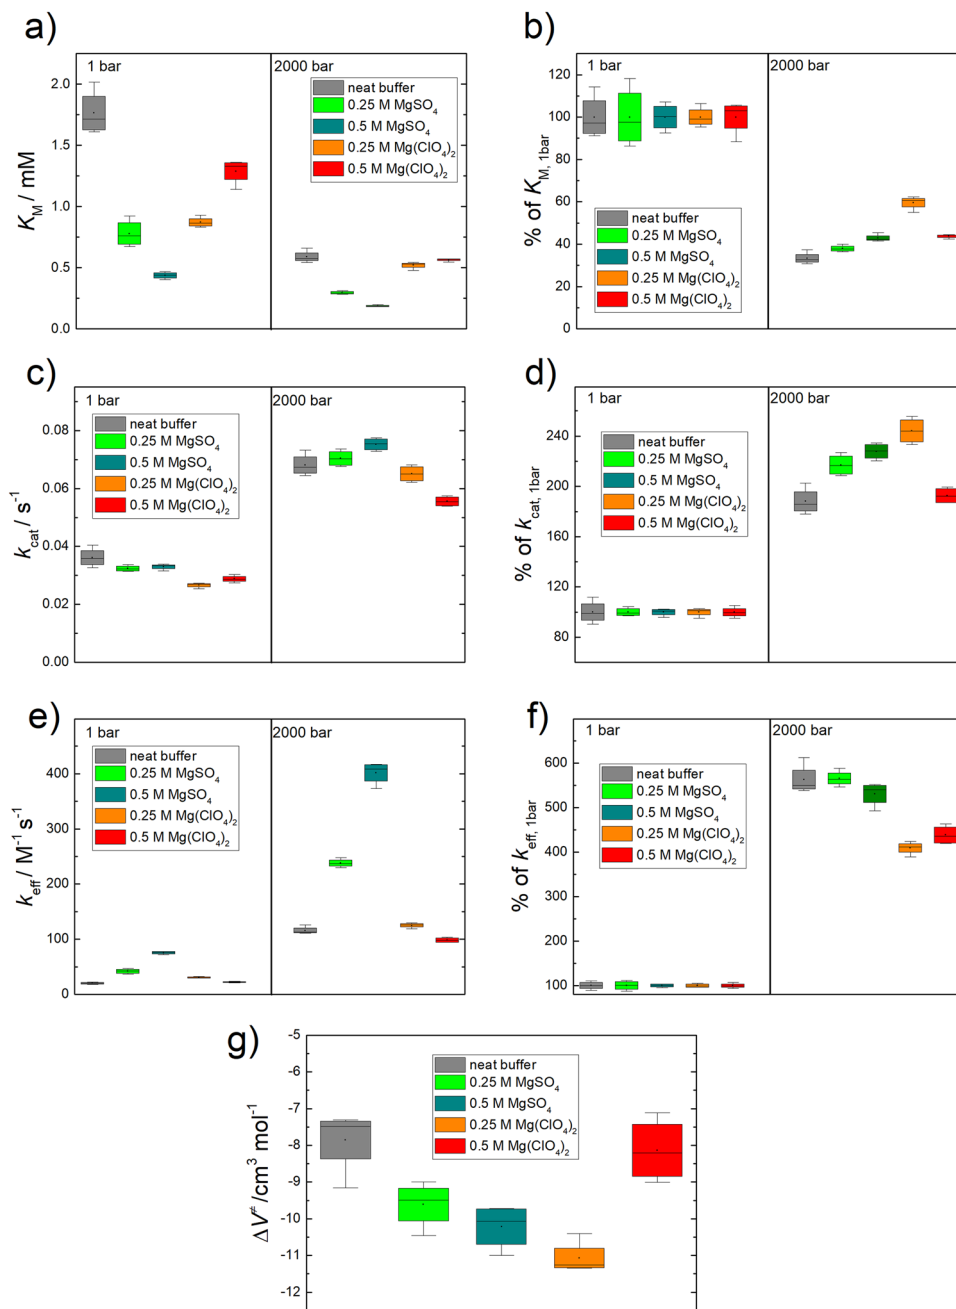 a)
1 bar
2000 bar
neat buffer
0.25 M MgSO4
0.5 M MgSO4
0.25 M Mg(ClO4)2
0.5 M Mg(ClO4)2
KM / mM
2.0
1.5
1.0
0.5
0.0
b)
1 bar
2000 bar
neat buffer
0.25 M MgSO4
0.5 M MgSO4
0.25 M Mg(ClO4)2
0.5 M Mg(ClO4)2
% of KM, 1bar
120
100
80
60
40
20
0
c)
1 bar
2000 bar
neat buffer
0.25 M MgSO4
0.5 M MgSO4
0.25 M Mg(ClO4)2
0.5 M Mg(ClO4)2
kcat / s-1
0.08
0.06
0.04
0.02
0.00
d)
1 bar
2000 bar
neat buffer
0.25 M MgSO4
0.5 M MgSO4
0.25 M Mg(ClO4)2
0.5 M Mg(ClO4)2
% of kcat, 1bar
240
200
160
120
80
e)
1 bar
2000 bar
neat buffer
0.25 M MgSO4
0.5 M MgSO4
0.25 M Mg(ClO4)2
0.5 M Mg(ClO4)2
keff / M-1 s-1
400
300
200
100
0
f)
1 bar
2000 bar
neat buffer
0.25 M MgSO4
0.5 M MgSO4
0.25 M Mg(ClO4)2
0.5 M Mg(ClO4)2
% of keff, 1bar
600
500
400
300
200
100
g)
neat buffer
0.25 M MgSO4
0.5 M MgSO4
0.25 M Mg(ClO4)2
0.5 M Mg(ClO4)2
ΔV≠/cm3 mol-1
-5
-6
-7
-8
-9
-10
-11
-12